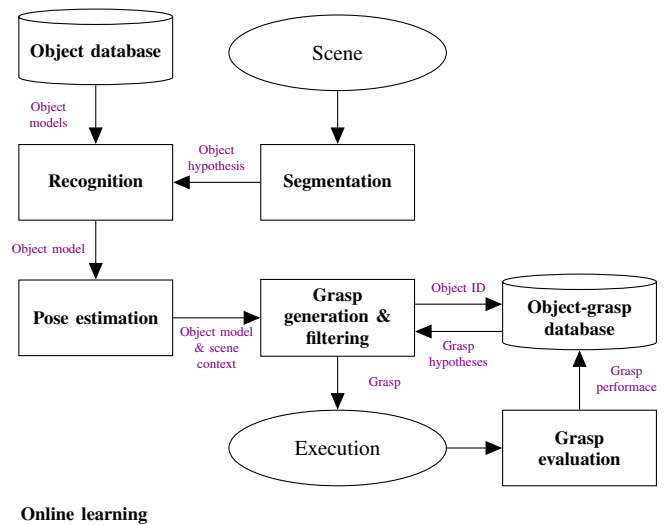 Object database
Scene
Object
models
Object
hypothesis
Recognition
Segmentation
Object model
Pose estimation
Object model
& scene
context
Grasp
generation &
filtering
Object ID
Grasp
hypotheses
Object-grasp
database
Grasp
Grasp
performace
Execution
Grasp
evaluation
Online learning